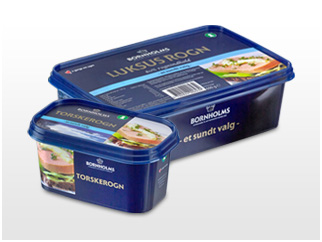 BORNHOLMS
LUKSUS ROGN
BORNHOLMS
- et sundt valg -
TORSKEROGN
BORNHOLMS
TORSKEROGN